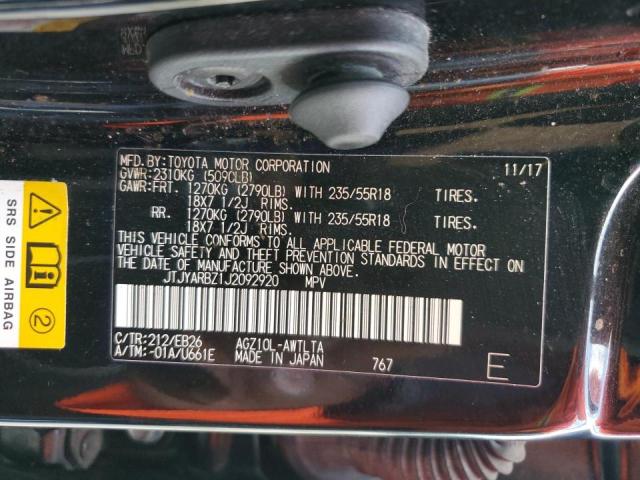 MFD. BY: TOYOTA MOTOR CORPORATION 11/17
GVWR: 2310KG (5090LB)
GAWR: FRT. 1270KG (2790LB) WITH 235/55R18 TIRES.
18X7 1/2J RIMS.
RR. 1270KG (2790LB) WITH 235/55R18 TIRES.
18X7 1/2J RIMS.
THIS VEHICLE CONFORMS TO ALL APPLICABLE FEDERAL MOTOR
VEHICLE SAFETY AND THEFT PREVENTION STANDARDS IN EFFECT ON
THE DATE OF MANUFACTURE SHOWN ABOVE.
JTJYARBZ1J2092920 MPV
C/TR: 212/EB26 AGZ10L-AWTLTA
A/TM: -01A/U661E MADE IN JAPAN 767 E
SRS SIDE AIRBAG
2